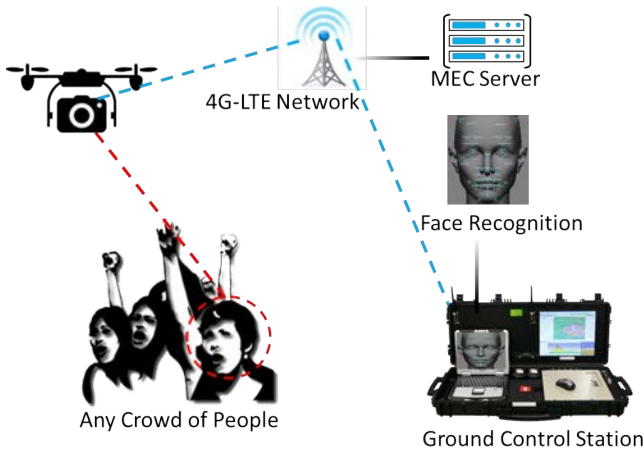 4G-LTE Network
MEC Server
Face Recognition
Any Crowd of People
Ground Control Station